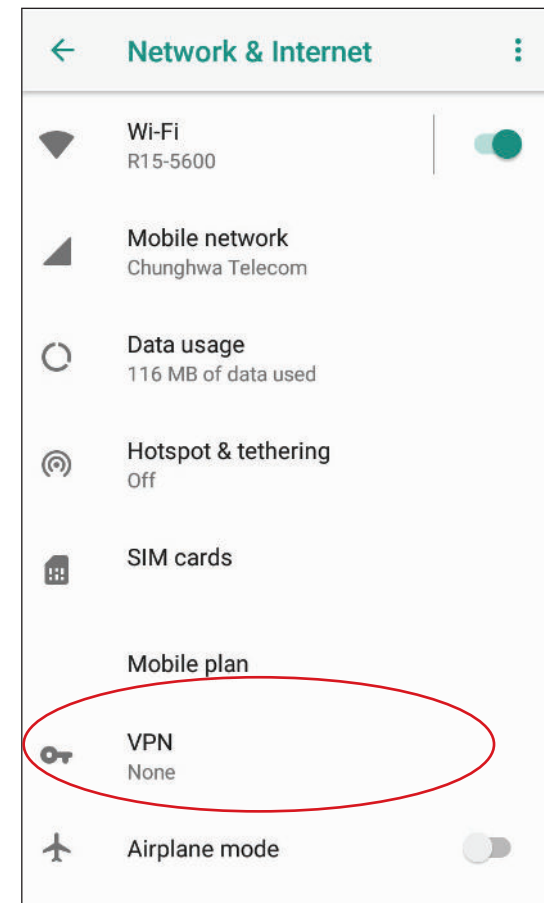 Network & Internet
Wi-Fi
R15-5600
Mobile network
Chunghwa Telecom
Data usage
116 MB of data used
Hotspot & tethering
Off
SIM cards
Mobile plan
VPN
None
Airplane mode